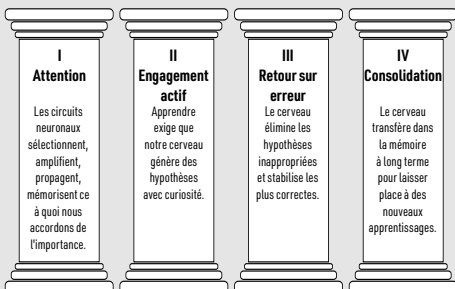 I
Attention
Les circuits
neuronaux
sélectionnent,
amplifient,
propagent,
mémorisent ce
à quoi nous
accordons de
l'importance.
II
Engagement
actif
Apprendre
exige que
notre cerveau
génère des
hypothèses
avec curiosité.
III
Retour sur
erreur
Le cerveau
élimine les
hypothèses
inappropriées
et stabilise les
plus correctes.
IV
Consolidation
Le cerveau
transfère dans
la mémoire
à long terme
pour laisser
place à des
nouveaux
apprentissages.